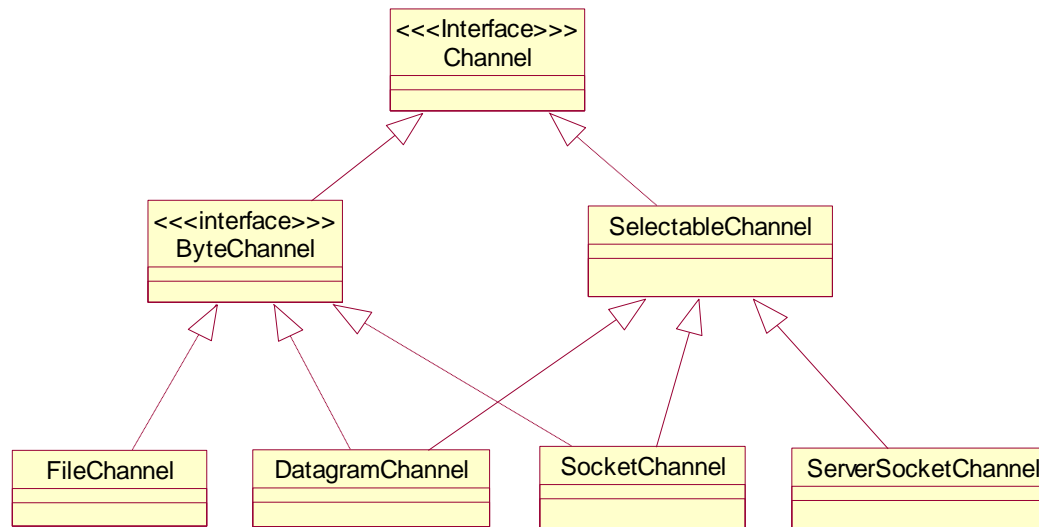 <<<Interface>>>
Channel
<<<interface>>>
ByteChannel
SelectableChannel
FileChannel
DatagramChannel
SocketChannel
ServerSocketChannel